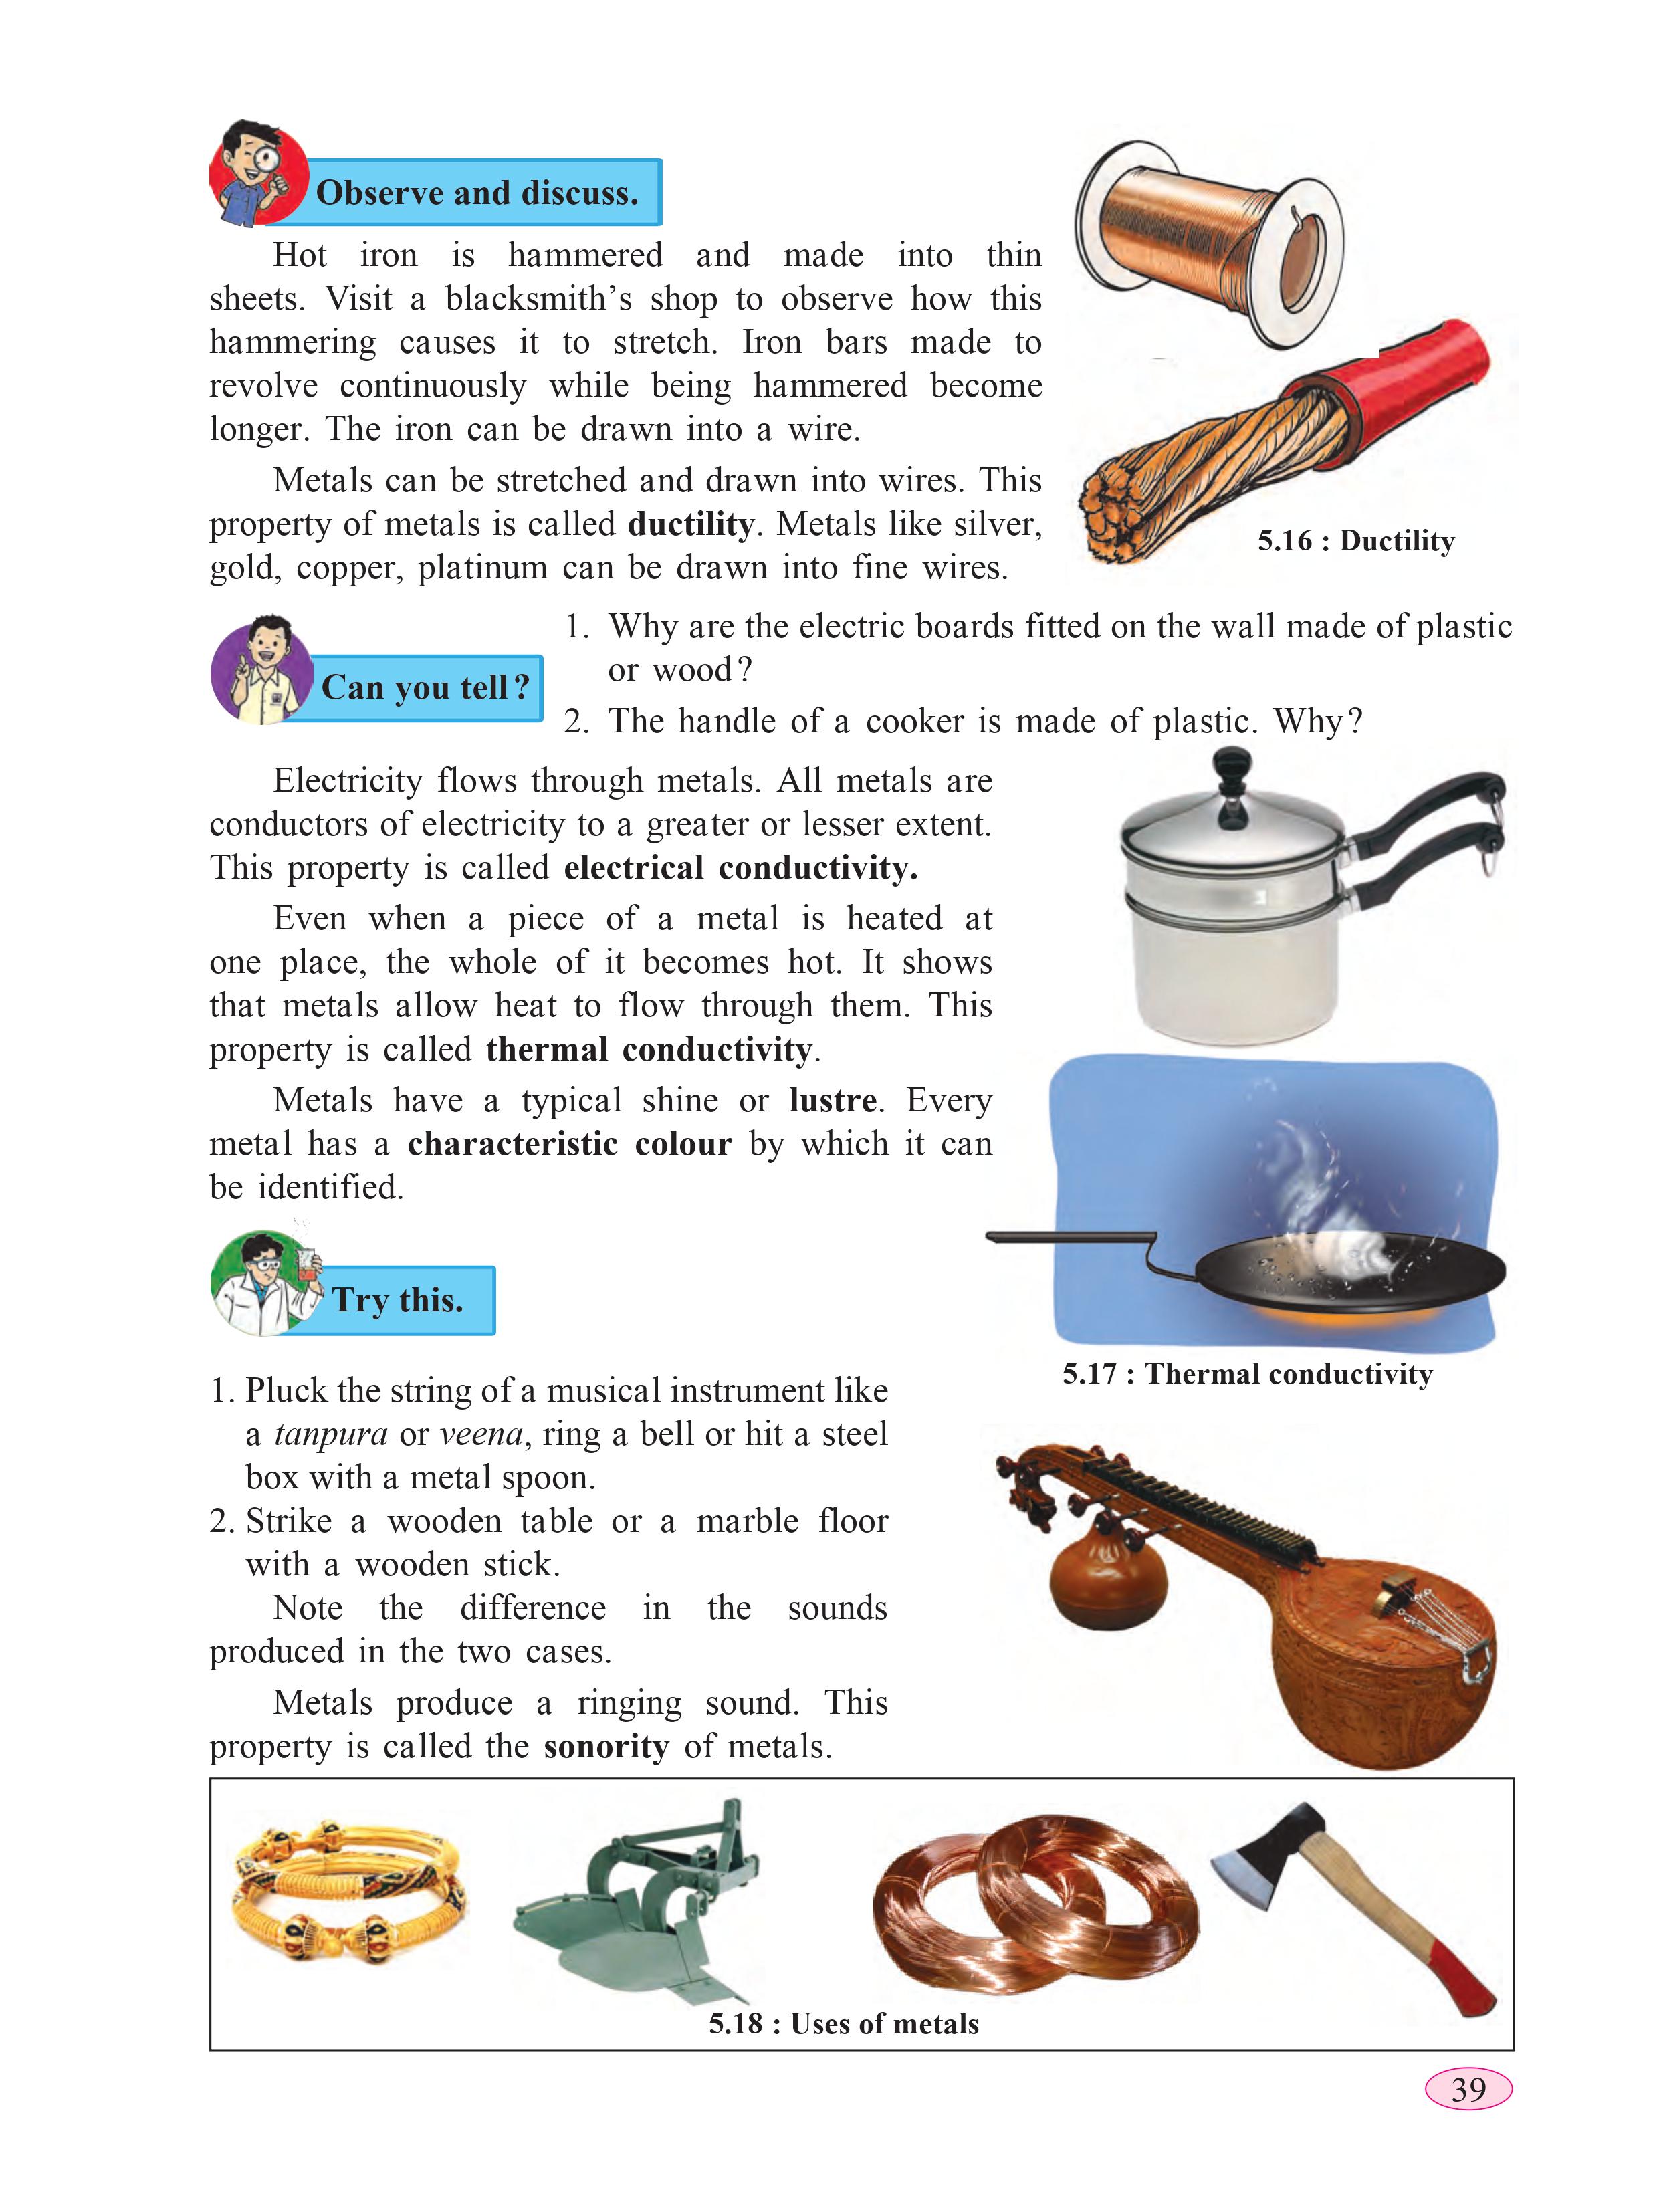 Observe and discuss.
Hot iron is hammered and made into thin
sheets. Visit a blacksmith’s shop to observe how this
hammering causes it to stretch. Iron bars made to
revolve continuously while being hammered become
longer. The iron can be drawn into a wire.
Metals can be stretched and drawn into wires. This
property of metals is called ductility. Metals like silver,
gold, copper, platinum can be drawn into fine wires.
5.16 : Ductility
Can you tell?
1. Why are the electric boards fitted on the wall made of plastic
or wood?
2. The handle of a cooker is made of plastic. Why?
Electricity flows through metals. All metals are
conductors of electricity to a greater or lesser extent.
This property is called electrical conductivity.
Even when a piece of a metal is heated at
one place, the whole of it becomes hot. It shows
that metals allow heat to flow through them. This
property is called thermal conductivity.
Metals have a typical shine or lustre. Every
metal has a characteristic colour by which it can
be identified.
5.17 : Thermal conductivity
Try this.
1. Pluck the string of a musical instrument like
a tanpura or veena, ring a bell or hit a steel
box with a metal spoon.
2. Strike a wooden table or a marble floor
with a wooden stick.
Note the difference in the sounds
produced in the two cases.
Metals produce a ringing sound. This
property is called the sonority of metals.
5.18 : Uses of metals
39